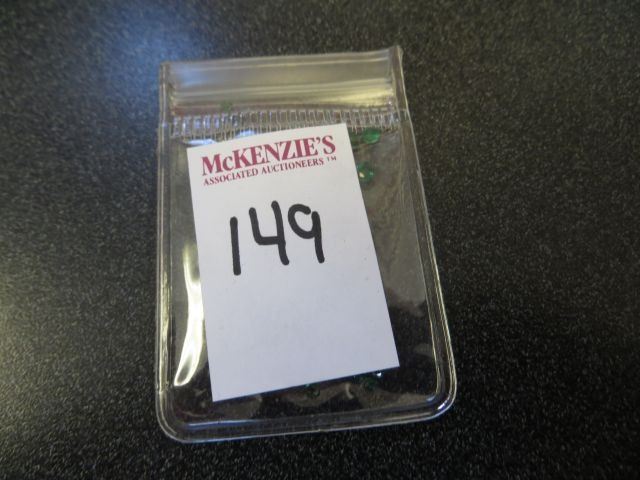 McKENZIE'S
ASSOCIATED AUCTIONEERS ™
149